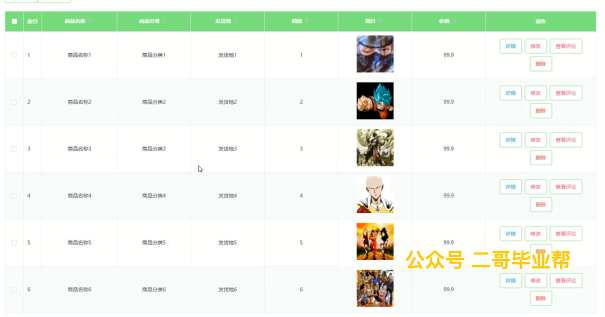 索引 商品名称 商品分类 发货地 销量 图片 价格 操作
1 商品名称1 商品分类1 发货地1 1 99.9 详情 修改 查看评论
删除
2 商品名称2 商品分类2 发货地2 2 99.9 详情 修改 查看评论
删除
3 商品名称3 商品分类3 发货地3 3 99.9 详情 修改 查看评论
删除
4 商品名称4 商品分类4 发货地4 4 99.9 详情 修改 查看评论
删除
5 商品名称5 商品分类5 发货地5 5 99.9 详情 修改 查看评论
删除
公众号 二哥毕业帮
6 商品名称6 商品分类6 发货地6 6 99.9 详情 修改 查看评论
删除